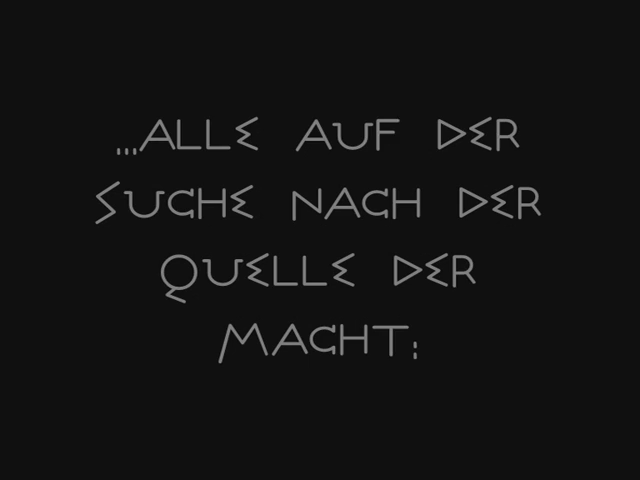 ...ALLE AUF DER
SUCHE NACH DER
QUELLE DER
MACHT: